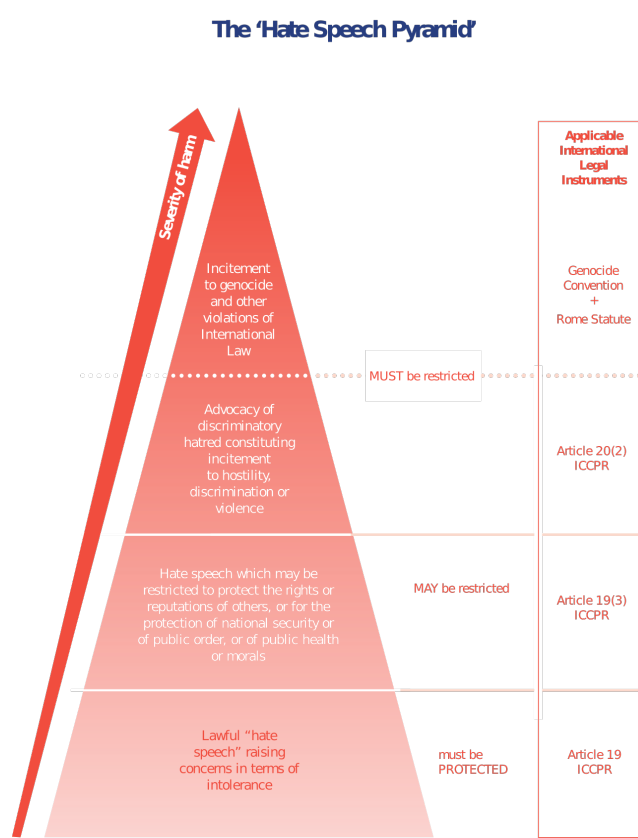 The ‘Hate Speech Pyramid’
Severity of harm
Applicable
International
Legal
Instruments
Incitement
to genocide
and other
violations of
International
Law
Genocide
Convention
+
Rome Statute
MUST be restricted
Advocacy of
discriminatory
hatred constituting
incitement
to hostility,
discrimination or
violence
Article 20(2)
ICCPR
Hate speech which may be
restricted to protect the rights or
reputations of others, or for the
protection of national security or
of public order, or of public health
or morals
MAY be restricted
Article 19(3)
ICCPR
Lawful “hate
speech” raising
concerns in terms of
intolerance
must be
PROTECTED
Article 19
ICCPR